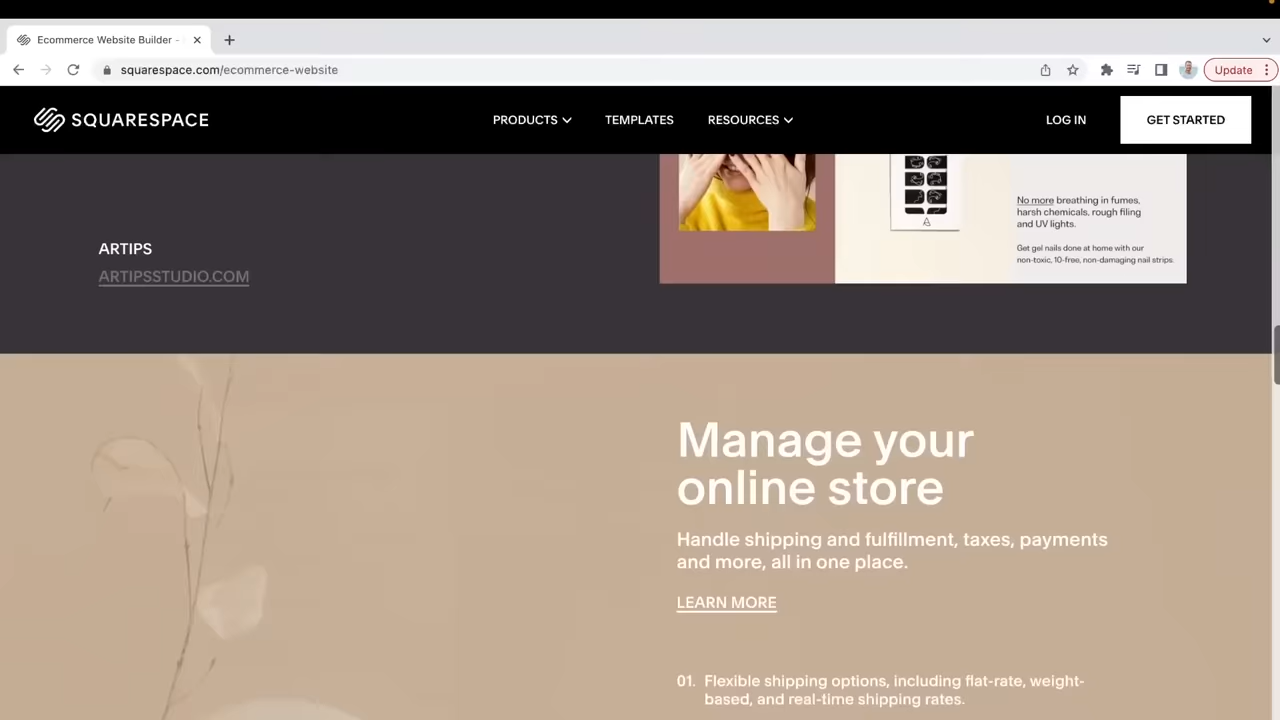 Ecommerce Website Builder -
squarespace.com/ecommerce-website
Update
SQUARESPACE
PRODUCTS
TEMPLATES
RESOURCES
LOG IN
GET STARTED
No more breathing in fumes,
harsh chemicals, rough filing
and UV lights.
Get gel nails done at home with our
non-toxic, 10-free, non-damaging nail strips.
ARTIPS
ARTIPSSTUDIO.COM
Manage your
online store
Handle shipping and fulfillment, taxes, payments
and more, all in one place.
LEARN MORE
01. Flexible shipping options, including flat-rate, weight-
based, and real-time shipping rates.